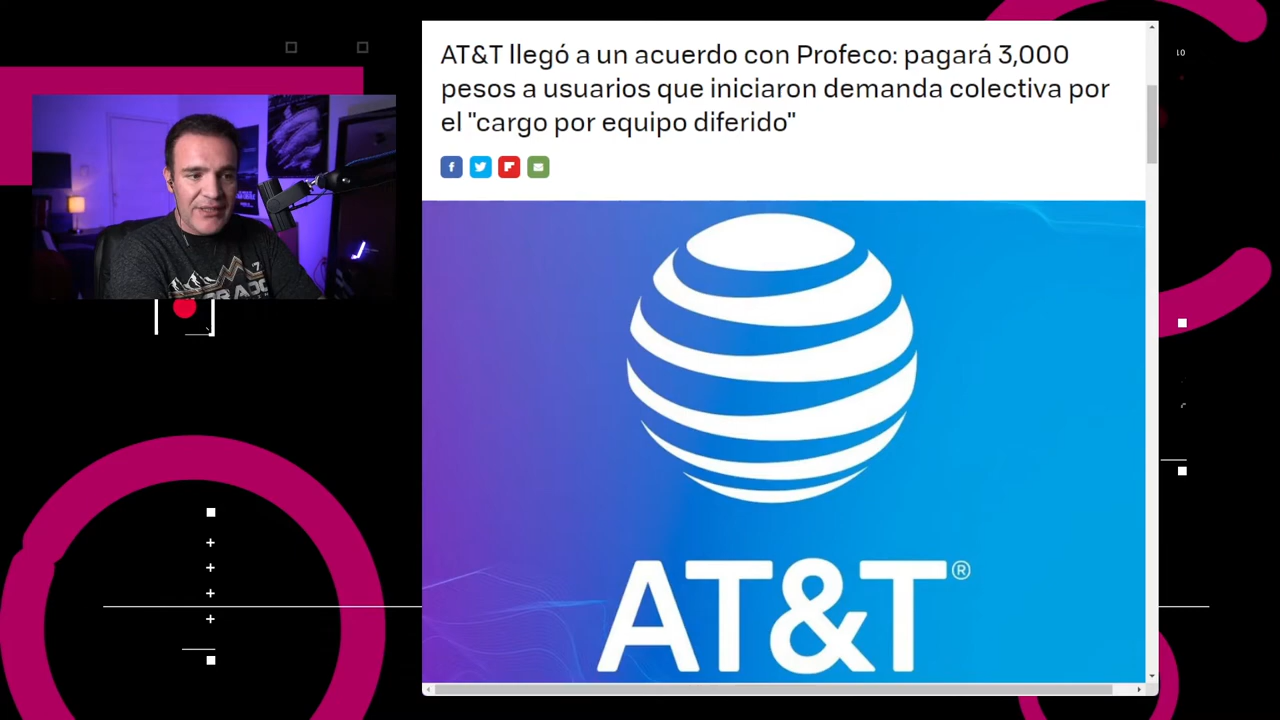 AT&T llegó a un acuerdo con Profeco: pagará 3,000
pesos a usuarios que iniciaron demanda colectiva por
el "cargo por equipo diferido"
AT&T®